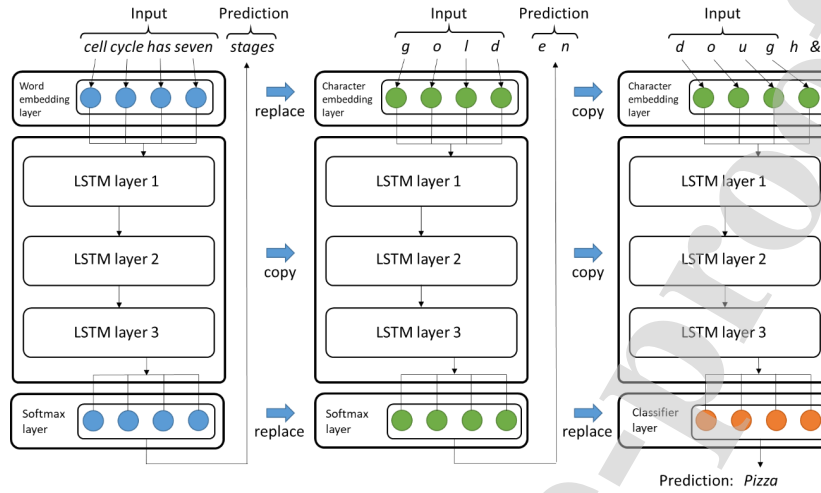 Input Prediction
cell cycle has seven stages
Word embedding layer
LSTM layer 1
LSTM layer 2
LSTM layer 3
Softmax layer
replace
copy
replace
Input Prediction
g o l d e n
Character embedding layer
LSTM layer 1
LSTM layer 2
LSTM layer 3
Softmax layer
copy
copy
replace
Input
d o u g h &
Character embedding layer
LSTM layer 1
LSTM layer 2
LSTM layer 3
Classifier layer
Prediction: Pizza